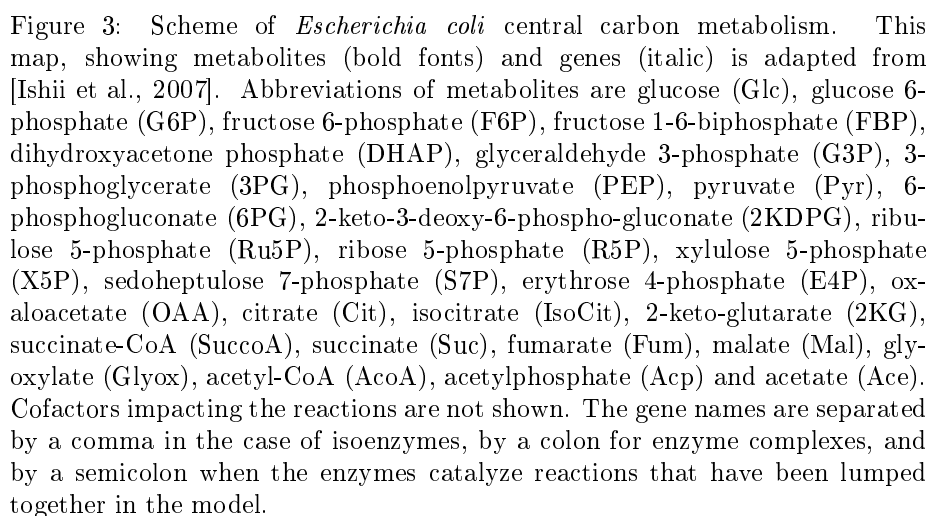 Figure 3: Scheme of Escherichia coli central carbon metabolism. This
map, showing metabolites (bold fonts) and genes (italic) is adapted from
[Ishii et al., 2007]. Abbreviations of metabolites are glucose (Glc), glucose 6-
phosphate (G6P), fructose 6-phosphate (F6P), fructose 1-6-biphosphate (FBP),
dihydroxyacetone phosphate (DHAP), glyceraldehyde 3-phosphate (G3P), 3-
phosphoglycerate (3PG), phosphoenolpyruvate (PEP), pyruvate (Pyr), 6-
phosphogluconate (6PG), 2-keto-3-deoxy-6-phospho-gluconate (2KDPG), ribu-
lose 5-phosphate (Ru5P), ribose 5-phosphate (R5P), xylulose 5-phosphate
(X5P), sedoheptulose 7-phosphate (S7P), erythrose 4-phosphate (E4P), ox-
aloacetate (OAA), citrate (Cit), isocitrate (IsoCit), 2-keto-glutarate (2KG),
succinate-CoA (SuccoA), succinate (Suc), fumarate (Fum), malate (Mal), gly-
oxylate (Glyox), acetyl-CoA (AcoA), acetylphosphate (Acp) and acetate (Ace).
Cofactors impacting the reactions are not shown. The gene names are separated
by a comma in the case of isoenzymes, by a colon for enzyme complexes, and
by a semicolon when the enzymes catalyze reactions that have been lumped
together in the model.